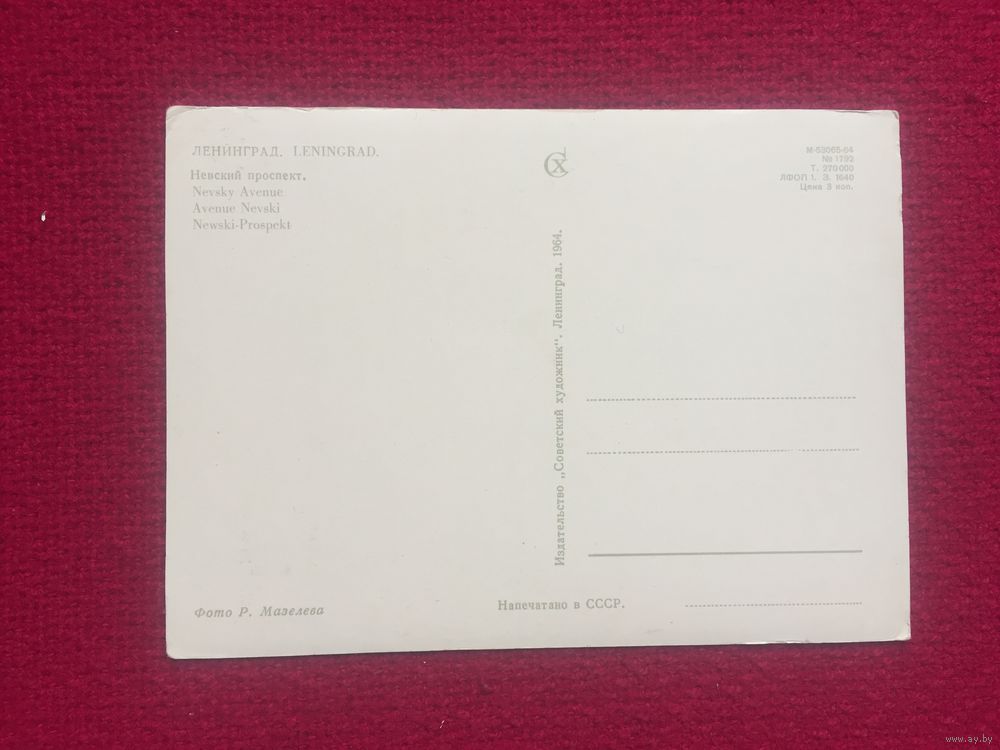 ЛЕНИНГРАД. LENINGRAD.
Невский проспект.
Nevsky Avenue
Avenue Nevski
Newski-Prospekt
Фото Р. Мазелева
Издательство „Советский художник“. Ленинград. 1964.
Напечатано в СССР.
СХ
М-53065-64
№ 1792
Т. 270 000
ЛФОП 1. З. 1640
Цена 3 коп.
www.ay.by